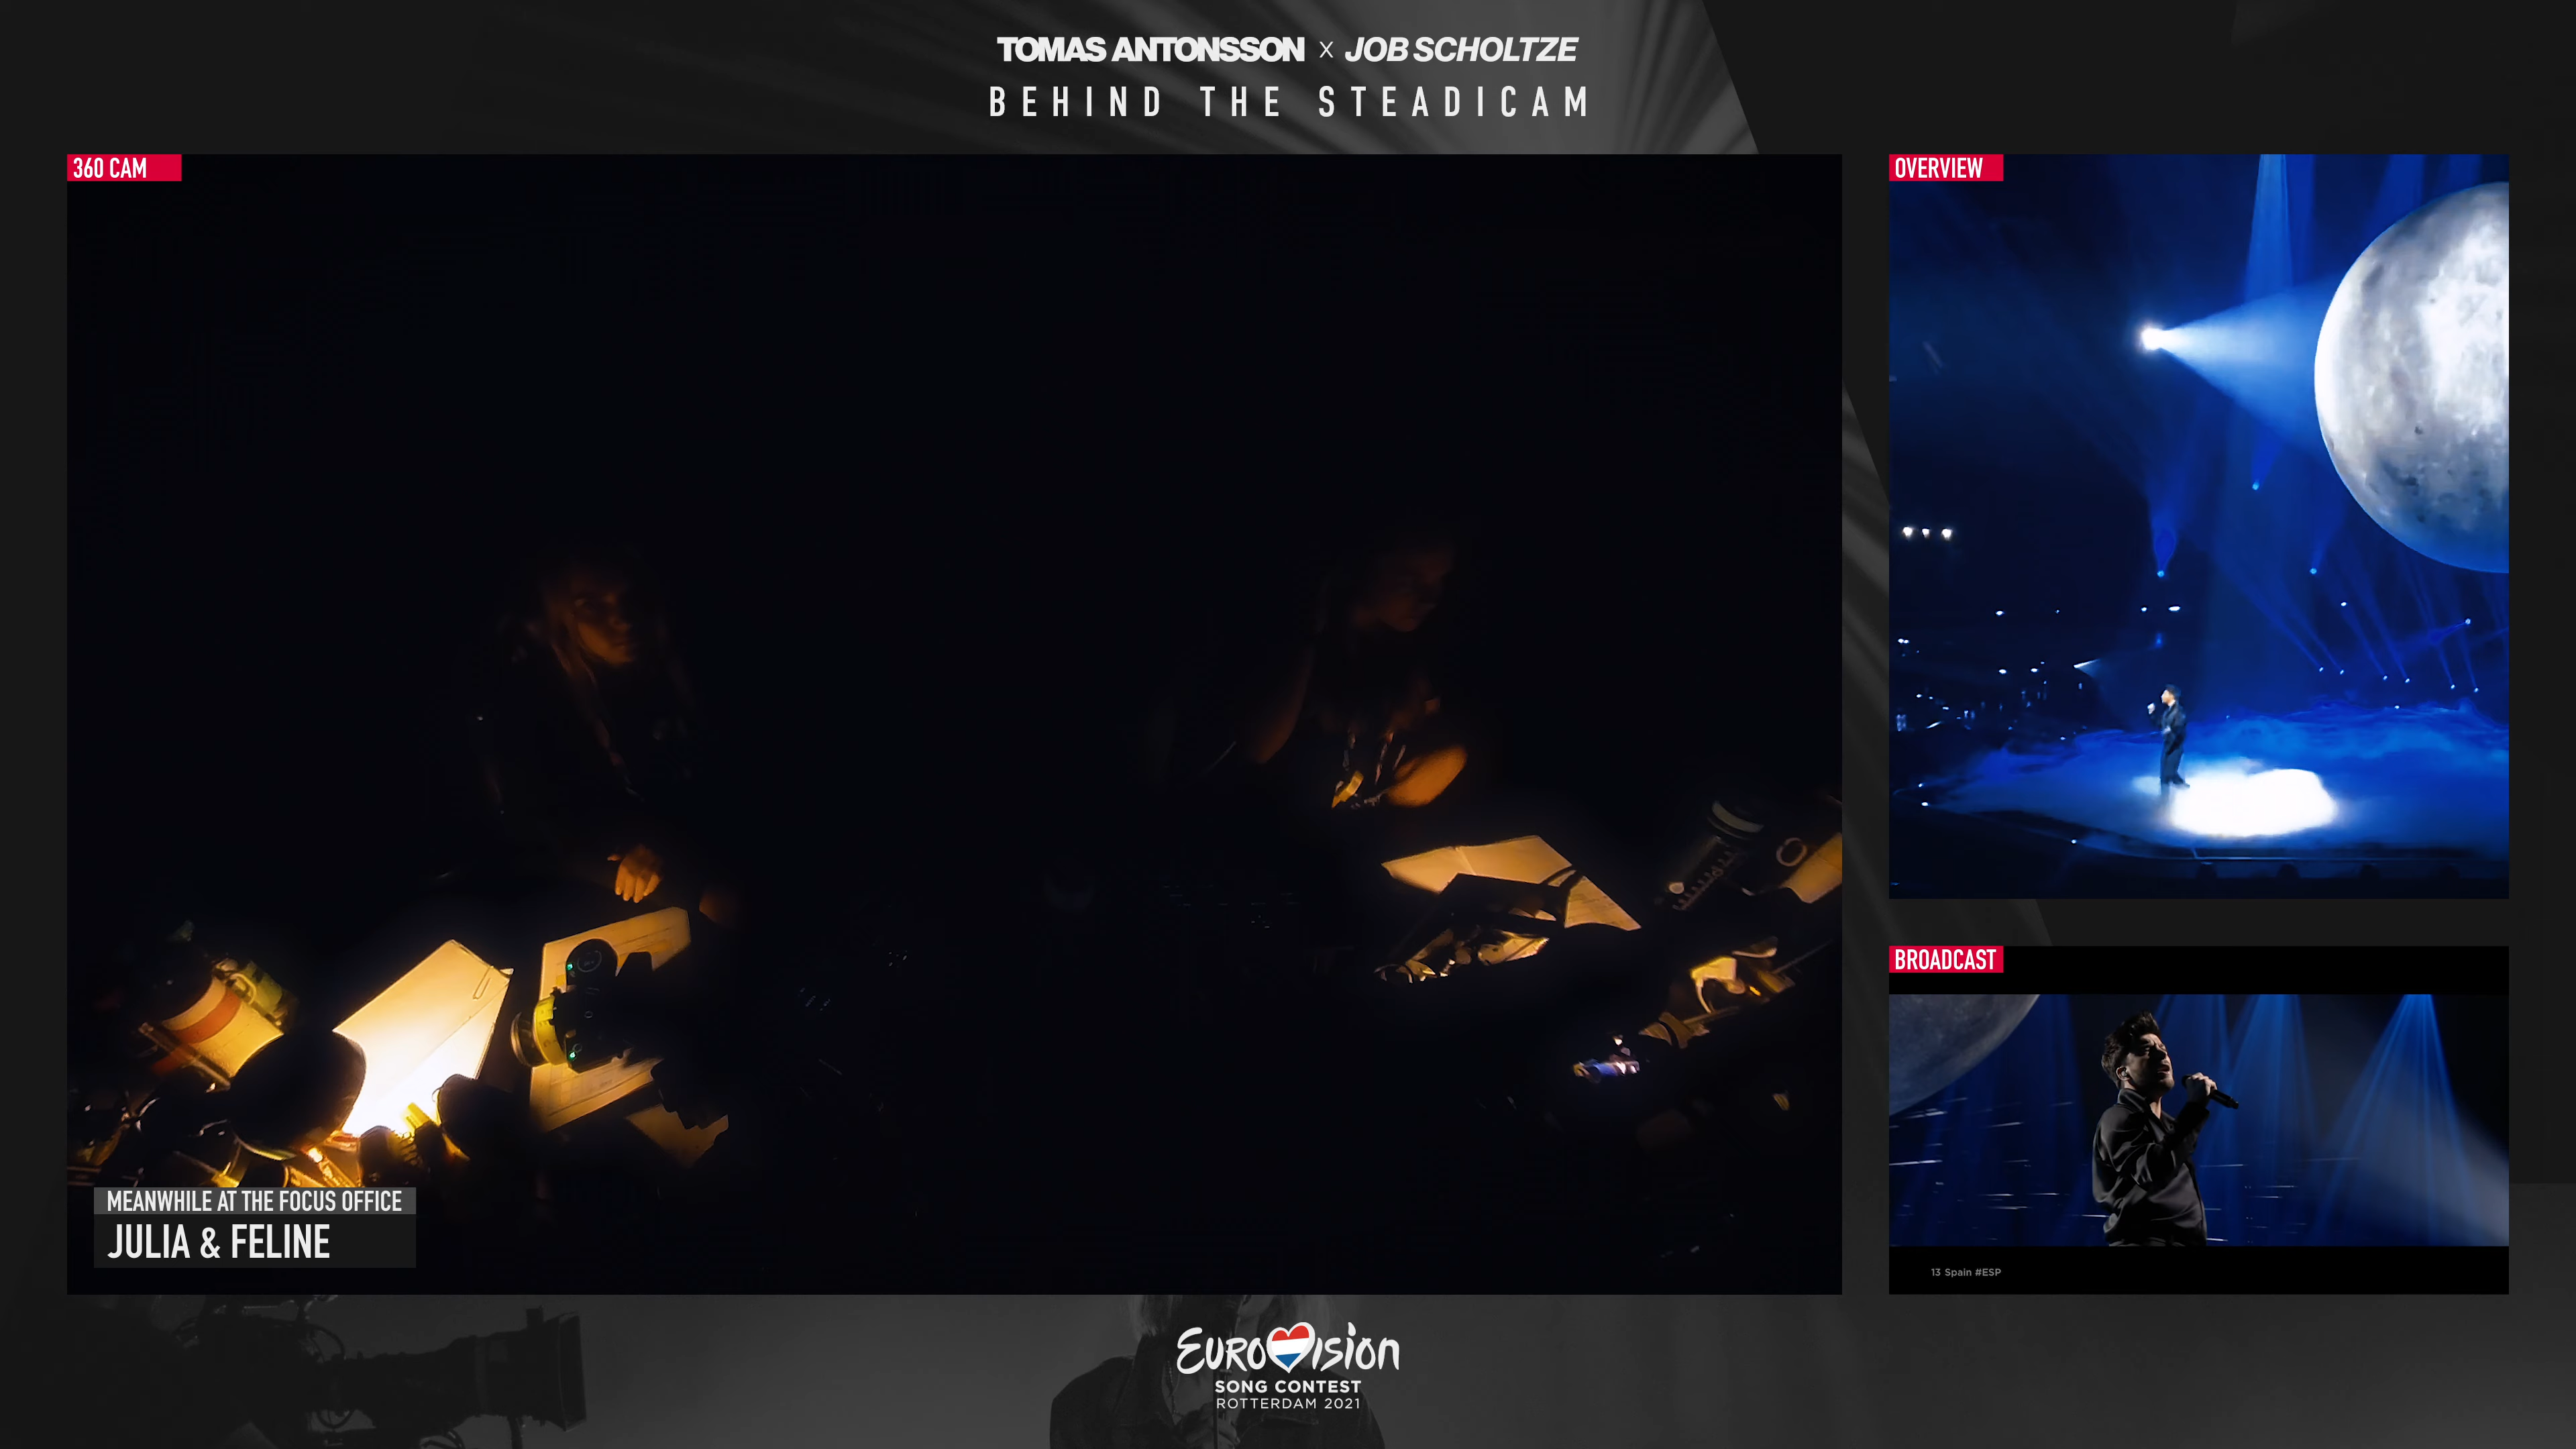 TOMAS ANTONSSON X JOB SCHOLTZE
BEHIND THE STEADICAM
360 CAM
OVERVIEW
BROADCAST
13 Spain #ESP
MEANWHILE AT THE FOCUS OFFICE
JULIA & FELINE
EUROVISION
SONG CONTEST
ROTTERDAM 2021